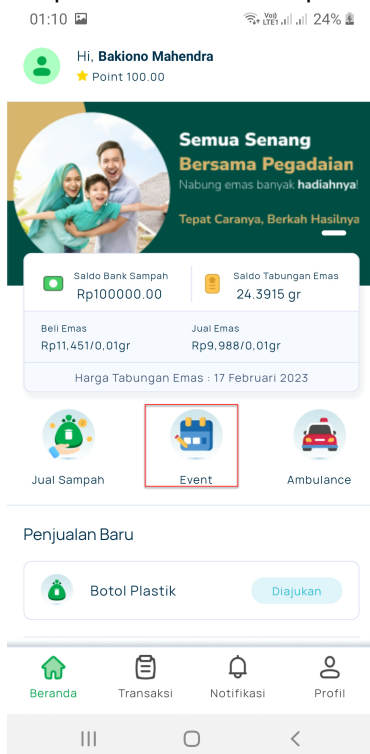 01:10 Vo)) LTE1 24%
Hi, Bakiono Mahendra
Point 100.00
Semua Senang
Bersama Pegadaian
Nabung emas banyak hadiahnya!
Tepat Caranya, Berkah Hasilnya
Saldo Bank Sampah
Rp100000.00
Saldo Tabungan Emas
24.3915 gr
Beli Emas
Rp11,451/0,01gr
Jual Emas
Rp9,988/0,01gr
Harga Tabungan Emas : 17 Februari 2023
Jual Sampah
Event
Ambulance
Penjualan Baru
Botol Plastik
Diajukan
Beranda
Transaksi
Notifikasi
Profil